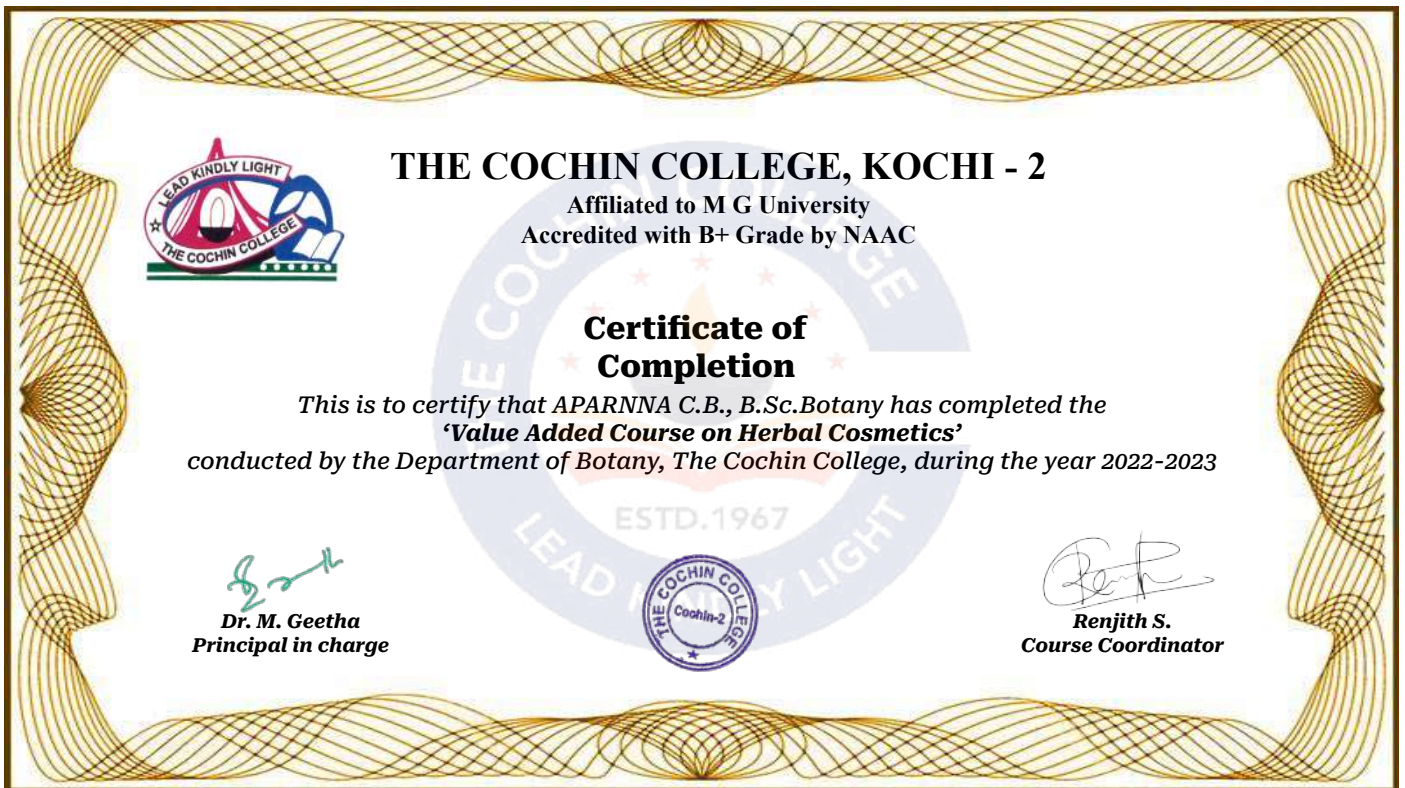 LEAD KINDLY LIGHT
THE COCHIN COLLEGE
THE COCHIN COLLEGE, KOCHI - 2
Affiliated to M G University
Accredited with B+ Grade by NAAC
THE COCHIN COLLEGE
Certificate of
Completion
This is to certify that APARNNA C.B., B.Sc.Botany has completed the
‘Value Added Course on Herbal Cosmetics’
conducted by the Department of Botany, The Cochin College, during the year 2022-2023
ESTD.1967
LEAD KINDLY LIGHT
THE COCHIN COLLEGE
Cochin-2
Dr. M. Geetha
Principal in charge
Renjith S.
Course Coordinator